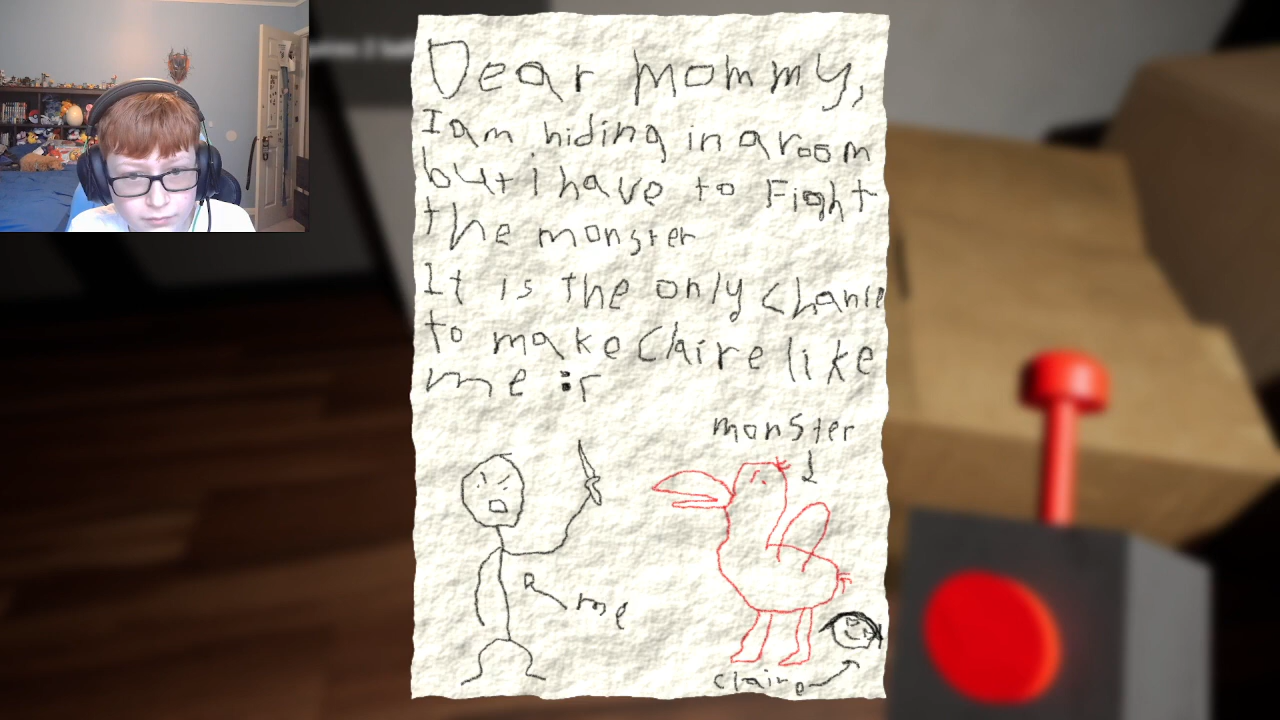 Dear mommy,
I am hiding in a room
but i have to Fight
the monster
It is the only chance
to make Claire like
me :r
monster
me
claire